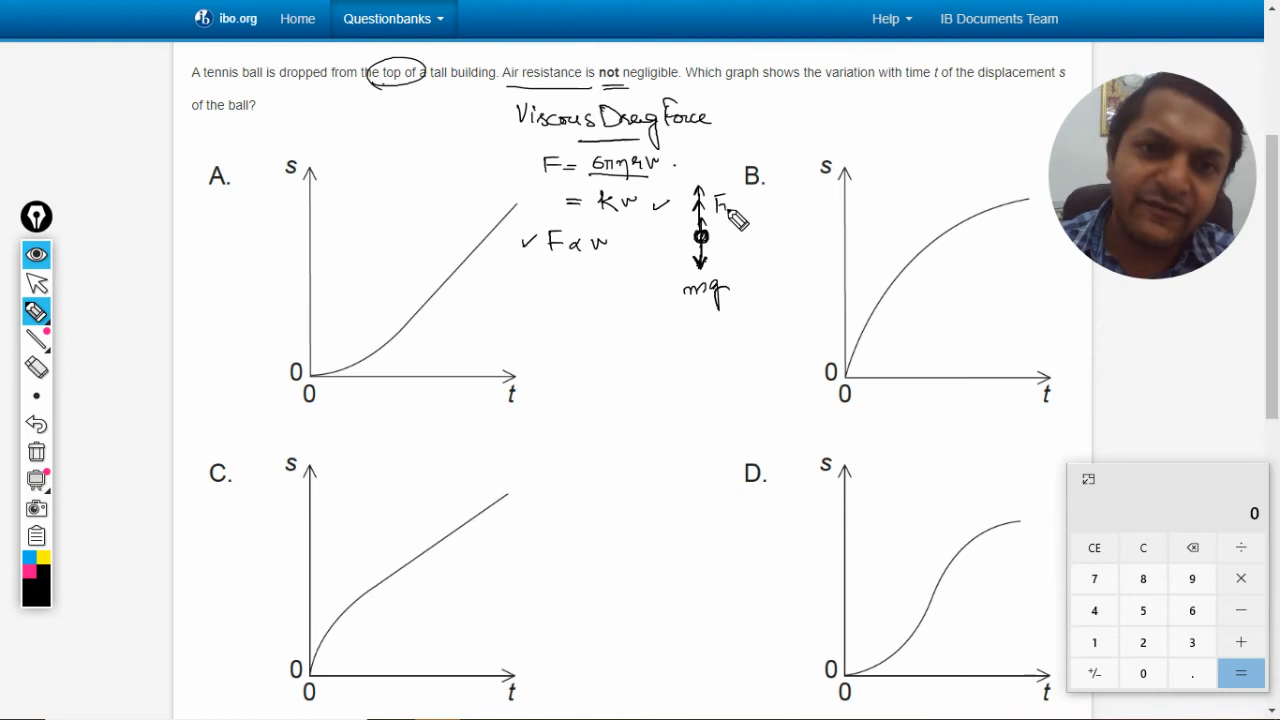 ibo.org Home Questionbanks Help IB Documents Team
A tennis ball is dropped from the top of a tall building. Air resistance is not negligible. Which graph shows the variation with time t of the displacement s
of the ball?
Viscous Drag Force
F = 6πηrv .
= kv ✓
✓ F α v
F
mg
A.
s
0
0
t
B.
s
0
0
t
C.
s
0
0
t
D.
s
0
0
t
0
CE C ÷
7 8 9 ×
4 5 6 −
1 2 3 +
+/− 0 . =